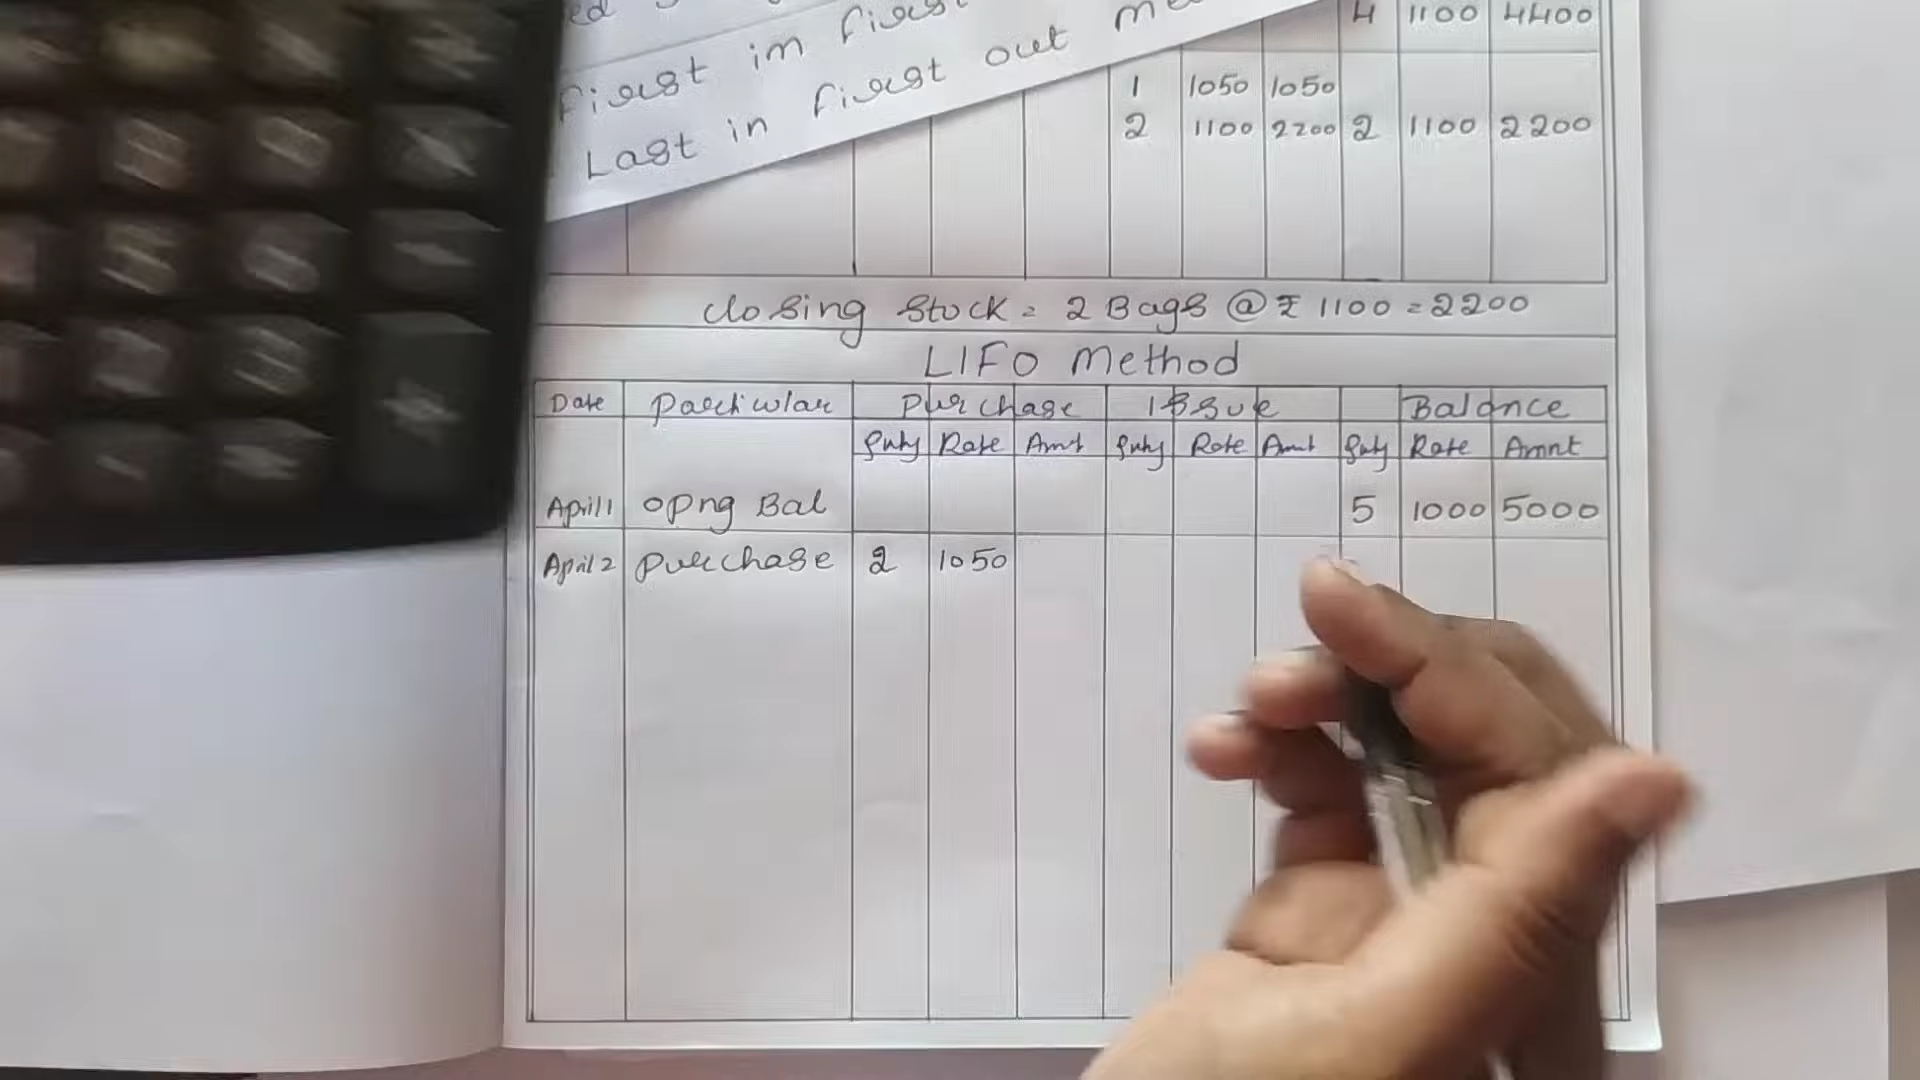 First in first
Last in first out
4 1100 4400
1 1050 1050
2 1100 2200 2 1100 2200
Closing Stock = 2 Bags @ ₹ 1100 = 2200
LIFO Method
Date Particular Purchase Issue Balance
Qnty Rate Amt Qnty Rate Amt Qnty Rate Amnt
April 1 opng Bal 5 1000 5000
April 2 Purchase 2 1050